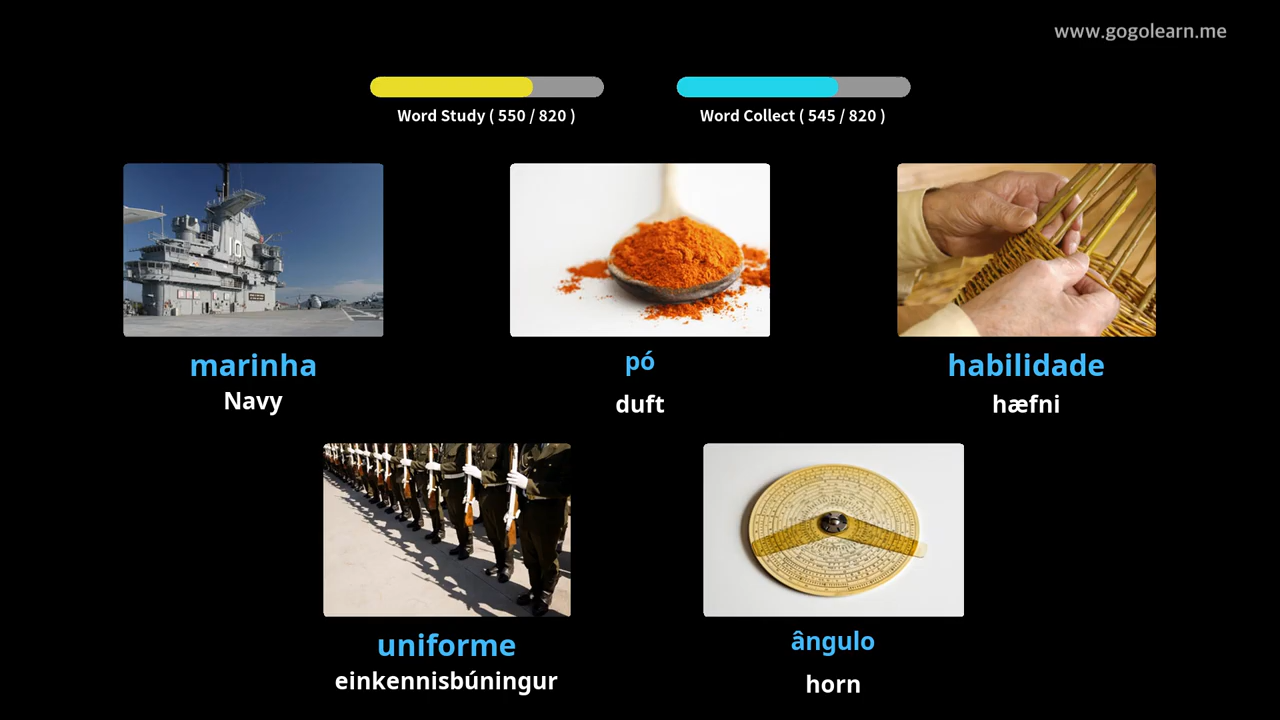 www.gogolearn.me
Word Study ( 550 / 820 )
Word Collect ( 545 / 820 )
10
marinha
Navy
pó
duft
habilidade
hæfni
uniforme
einkennisbúningur
ângulo
horn